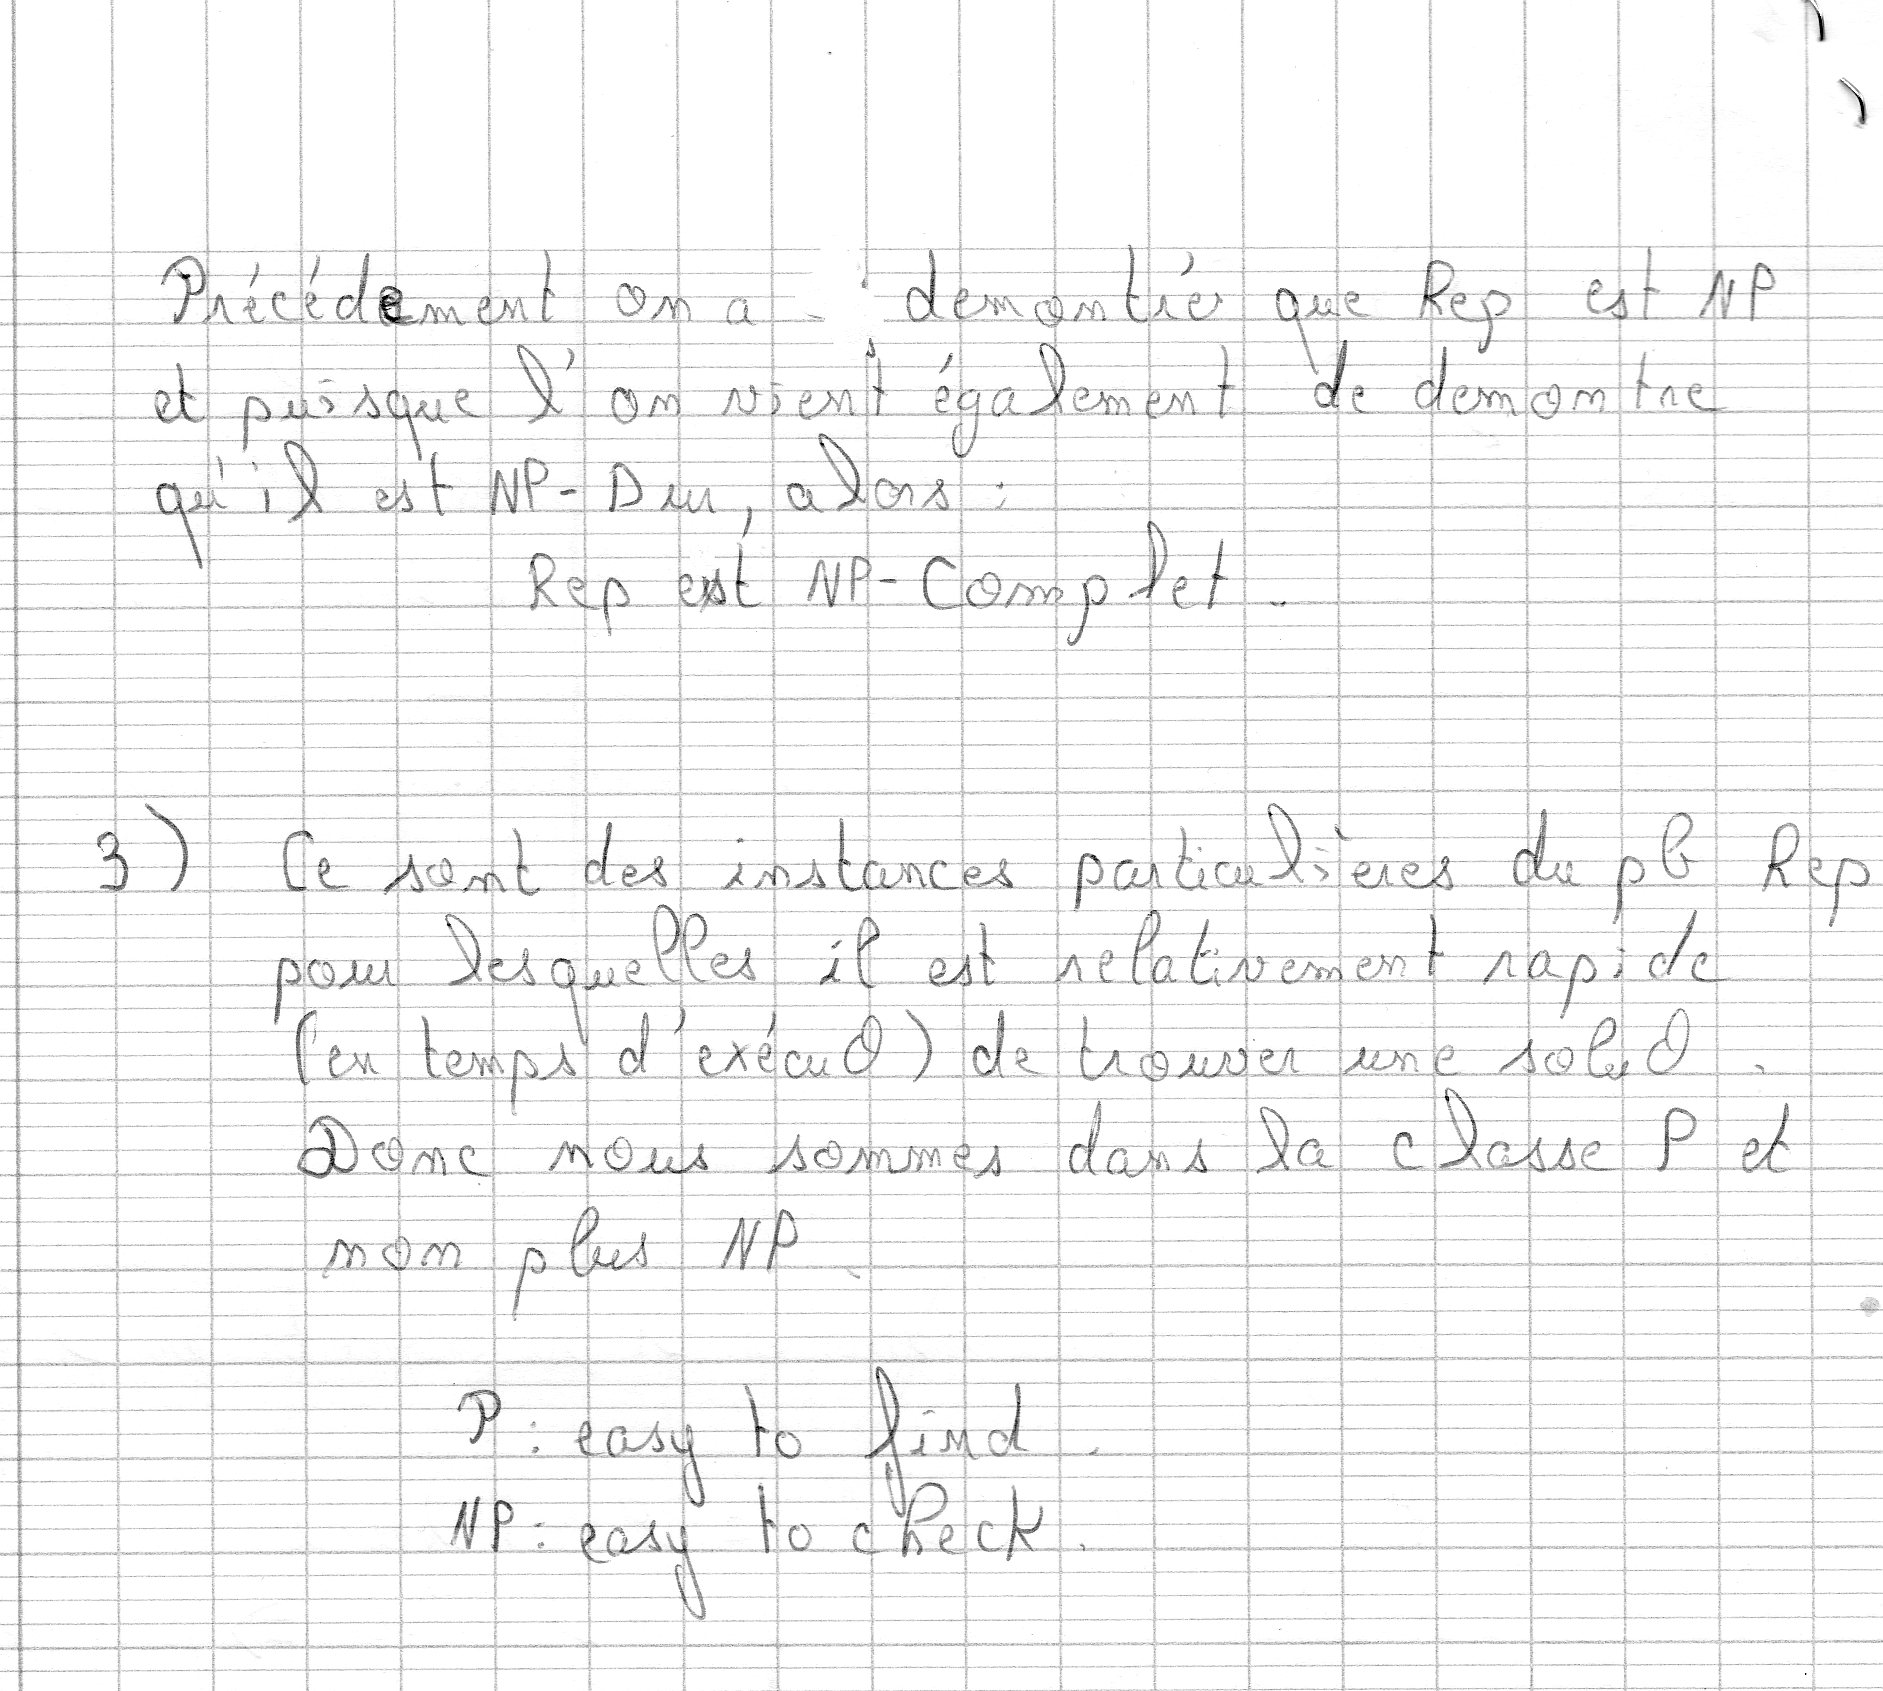 Précédement on a demontré que Rep est NP
et puisque l'on vient également de demontre
qu'il est NP-Dur, alors :
Rep est NP-Complet.
3) Ce sont des instances particulières du pb Rep
pour lesquelles il est relativement rapide
(en temps d'exécuθ) de trouver une soluθ.
Donc nous sommes dans la classe P et
non plus NP.
P : easy to find.
NP : easy to check.